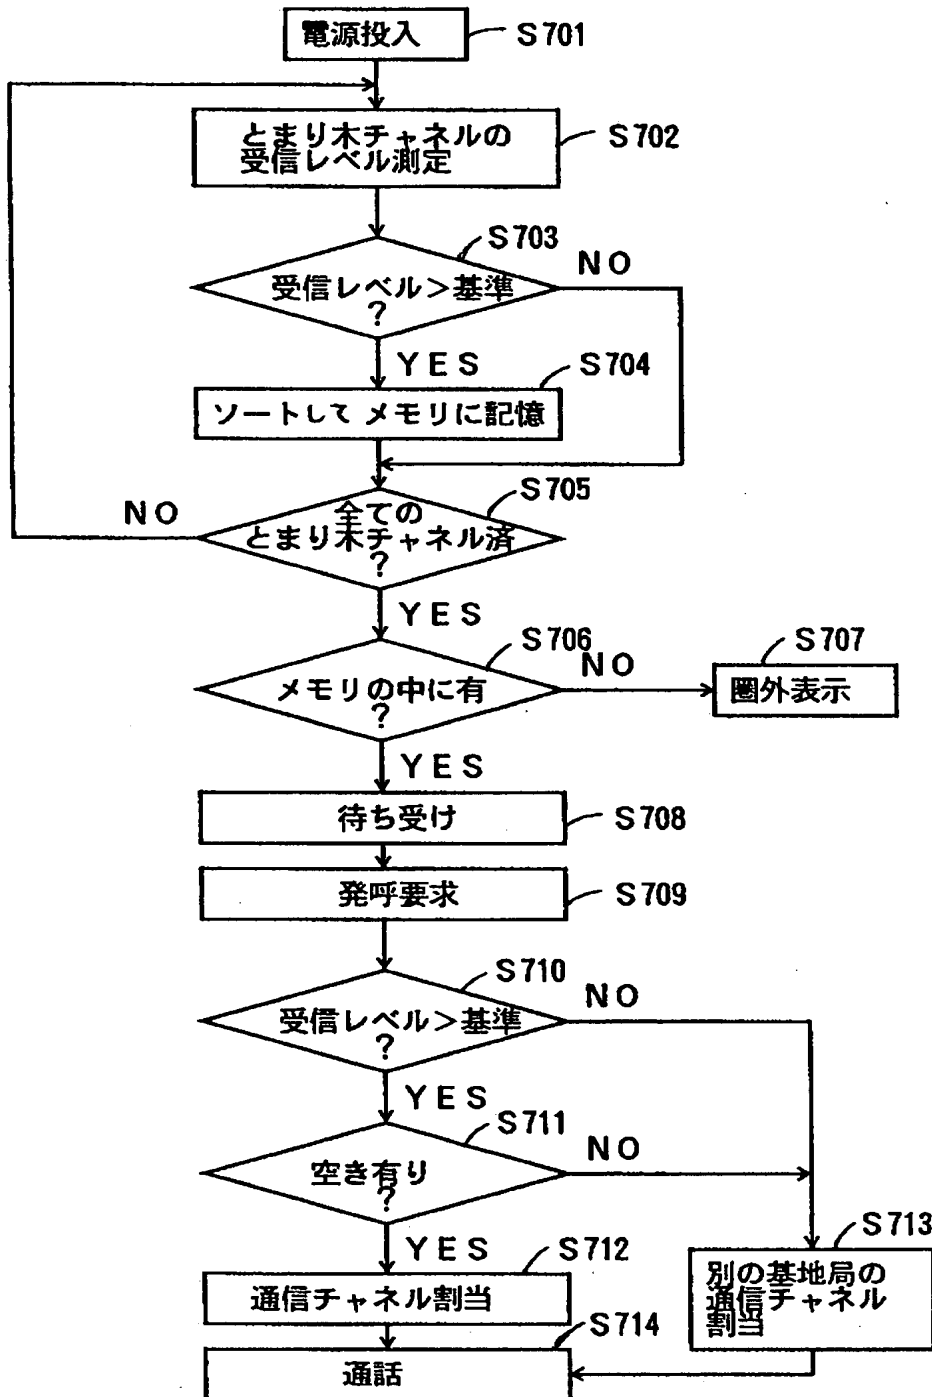 電源投入
S701
とまり木チャネルの
受信レベル測定
S702
S703
受信レベル>基準
?
NO
YES
S704
ソートして メモリに記憶
S705
全ての
とまり木チャネル済
?
NO
YES
S706
メモリの中に有
?
NO
S707
圏外表示
YES
待ち受け
S708
発呼要求
S709
S710
受信レベル>基準
?
NO
YES
S711
空き有り
?
NO
YES
S712
通信チャネル割当
S713
別の基地局の
通信チャネル
割当
S714
通話